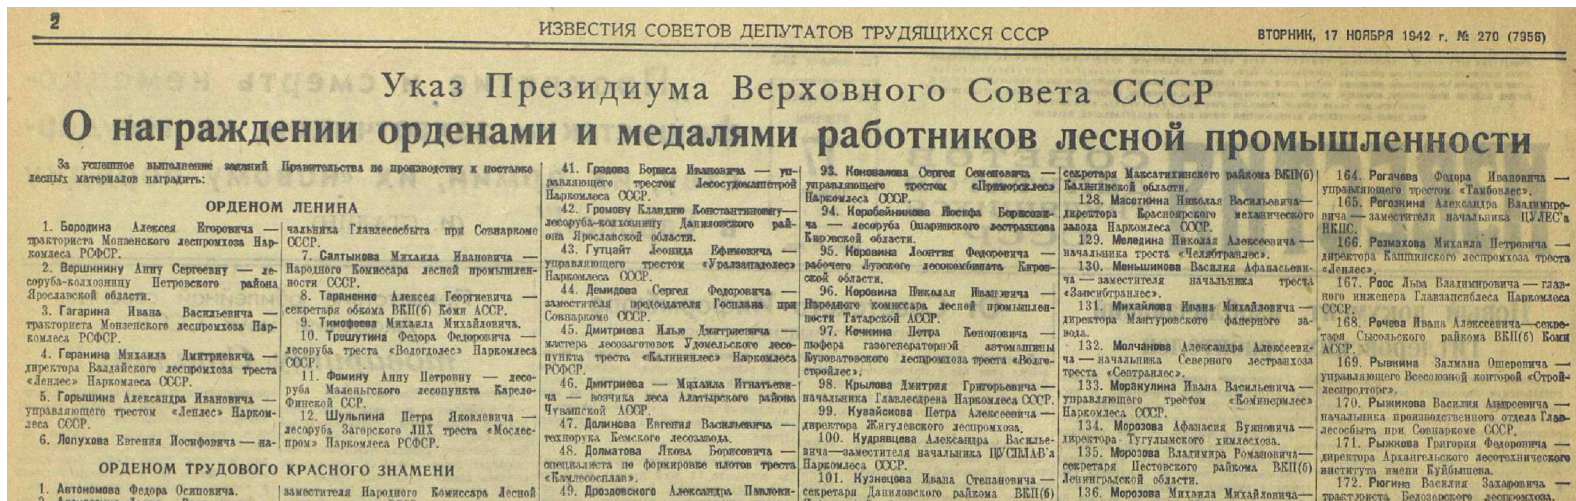 2
ИЗВЕСТИЯ СОВЕТОВ ДЕПУТАТОВ ТРУДЯЩИХСЯ СССР
ВТОРНИК, 17 НОЯБРЯ 1942 г. № 270 (7956)
Указ Президиума Верховного Совета СССР
О награждении орденами и медалями работников лесной промышленности
За успешное выполнение заданий Правительства по производству и поставке
лесных материалов наградить:
ОРДЕНОМ ЛЕНИНА
1. Бородина Алексея Егоровича —
тракториста Монзенского леспромхоза Нар-
комлеса РСФСР.
2. Вершинину Анну Сергеевну — ле-
соруба-колхозницу Петровского района
Ярославской области.
3. Гагарина Ивана Васильевича —
тракториста Монзенского леспромхоза Нар-
комлеса РСФСР.
4. Горанина Михаила Дмитриевича —
директора Валдайского леспромхоза треста
«Ленлес» Наркомлеса СССР.
5. Горышина Александра Ивановича —
управляющего трестом «Ленлес» Нарком-
леса СССР.
6. Лопухова Евгения Иосифовича — на-
чальника Главлесосбыта при Совнаркоме
СССР.
7. Салтыкова Михаила Ивановича —
Народного Комиссара лесной промышлен-
ности СССР.
8. Тараненко Алексея Георгиевича —
секретаря обкома ВКП(б) Коми АССР.
9. Тимофеева Михаила Михайловича.
10. Трешутина Федора Федоровича —
лесоруба треста «Вологдолес» Наркомлеса
СССР.
11. Фомину Анну Петровну — лесо-
руба Маленгского лесопункта Карело-
Финской ССР.
12. Шульпина Петра Яковлевича —
лесоруба Загорского ЛПХ треста «Мослес-
пром» Наркомлеса РСФСР.
ОРДЕНОМ ТРУДОВОГО КРАСНОГО ЗНАМЕНИ
1. Автономова Федора Осиповича.
заместителя Народного Комиссара Лесной
41. Градова Бориса Ивановича — уп-
равляющего трестом Лесосудомашстрой
Наркомлеса СССР.
42. Громову Клавдию Константиновну—
лесоруба-колхозницу Даниловского рай-
она Ярославской области.
43. Гутцайт Леонида Ефимовича —
управляющего трестом «Уралзападолес»
Наркомлеса СССР.
44. Демидова Сергея Федоровича —
заместителя председателя Госплана при
Совнаркоме СССР.
45. Дмитриева Илью Дмитриевича —
мастера лесозаготовок Удомельского лесо-
пункта треста «Калининлес» Наркомлеса
РСФСР.
46. Дмитриева — Михаила Игнатьеви-
ча — возчика леса Алатырского района
Чувашской АССР.
47. Долинова Евгения Васильевича —
технорука Кемского лесозавода.
48. Долматова Якова Борисовича —
специалиста по формировке плотов треста
«Камлесосплав».
49. Дроздовского Александра Павлови-
93. Коновалова Сергея Семеновича —
управляющего трестом «Приморсклес»
Наркомлеса СССР.
94. Коробейникова Иосифа Борисови-
ча — лесоруба Опаринского лестранхоза
Кировской области.
95. Коровина Леонтия Федоровича —
рабочего Лузского лесокомбината Киров-
ской области.
96. Коровина Николая Ивановича —
Народного комиссара лесной промышлен-
ности Татарской АССР.
97. Кочкина Петра Кононовича —
шофера газогенераторной автомашины
Кузоватовского леспромхоза треста «Волго-
стройлес».
98. Крылова Дмитрия Григорьевича —
начальника Главлесдрева Наркомлеса СССР.
99. Кувайскова Петра Алексеевича —
директора Жигулевского леспромхоза.
100. Кудрявцева Александра Василье-
вича—заместителя начальника ЦУСПЛАВ'а
Наркомлеса СССР.
101. Кузнецова Ивана Степановича —
секретаря Даниловского райкома ВКП(б)
секретаря Максатихинского райкома ВКП(б)
Калининской области.
128. Масоткина Николая Васильевича—
директора Красноярского механического
завода Наркомлеса СССР.
129. Меледина Николая Алексеевича —
начальника треста «Челябтранлес».
130. Меньшикова Василия Афанасьеви-
ча — заместителя начальника треста
«Запсибтранлес».
131. Михайлова Ивана Михайловича —
директора Мантуровского фанерного за-
вода.
132. Молчанова Александра Алексееви-
ча — начальника Северного лестранхоза
треста «Севтранлес».
133. Моракулина Ивана Васильевича —
управляющего трестом «Комипермлес»
Наркомлеса СССР.
134. Морозова Афанасия Буяновича —
директора Тугулымского химлесхоза.
135. Морозова Владимира Романовича—
секретаря Пестовского райкома ВКП(б)
Ленинградской области.
136. Морозова Михаила Михайловича—
164. Рогачева Федора Ивановича —
управляющего трестом «Тамбовлес».
165. Рогозкина Александра Владимиро-
вича — заместителя начальника ЦУЛЕС'а
НКПС.
166. Розмахова Михаила Петровича —
директора Капшинского леспромхоза треста
«Ленлес».
167. Роос Льва Владимировича — глав-
ного инженера Главзапсиблеса Наркомлеса
СССР.
168. Рочева Ивана Алексеевича—секре-
таря Сысольского райкома ВКП(б) Коми
АССР.
169. Рывкина Залмана Ошеровича —
управляющего Всесоюзной конторой «Строй-
леспродторг».
170. Рыжикова Василия Андреевича —
начальника производственного отдела Глав-
лесосбыта при Совнаркоме СССР.
171. Рыжкова Григория Федоровича —
директора Архангельского лесотехнического
института имени Куйбышева.
172. Рюгина Василия Захаровича —
тракториста Белозерского леспромхоза